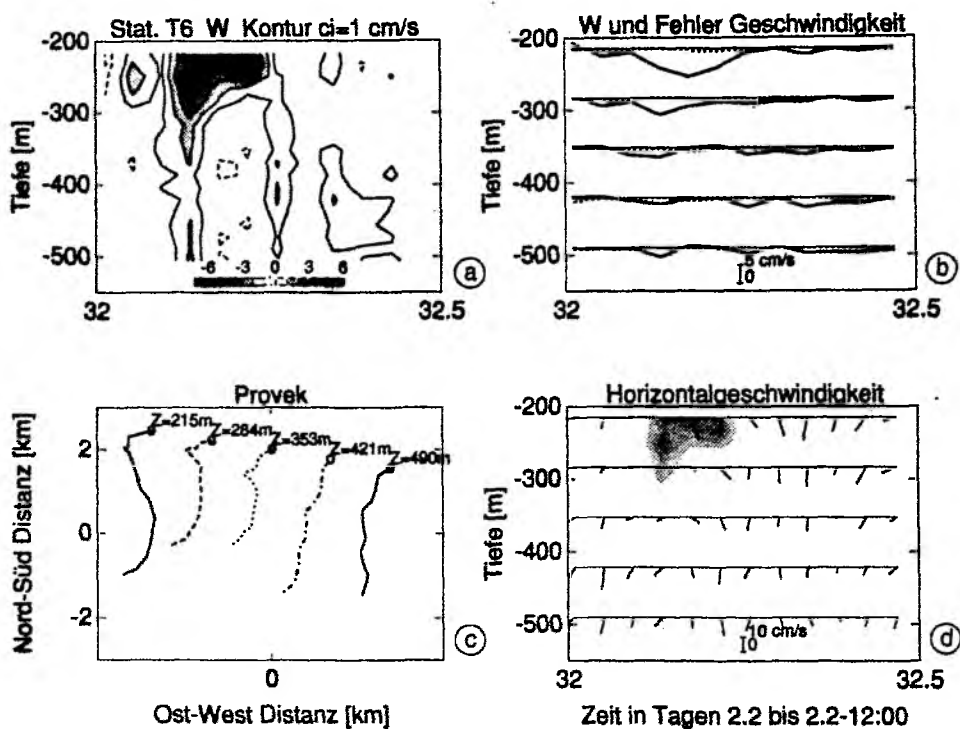 Stat. T6 W Kontur ci=1 cm/s
-200
-300
-400
-500
Tiefe [m]
-6 -3 0 3 6
a
32 32.5
W und Fehler Geschwindigkeit
-200
-300
-400
-500
Tiefe [m]
5 cm/s
0
b
32 32.5
Provek
2
0
-2
Nord-Süd Distanz [km]
Z=215m
Z=284m
Z=353m
Z=421m
Z=490m
c
0
Ost-West Distanz [km]
Horizontalgeschwindigkeit
-200
-300
-400
-500
Tiefe [m]
10 cm/s
0
d
32 32.5
Zeit in Tagen 2.2 bis 2.2-12:00